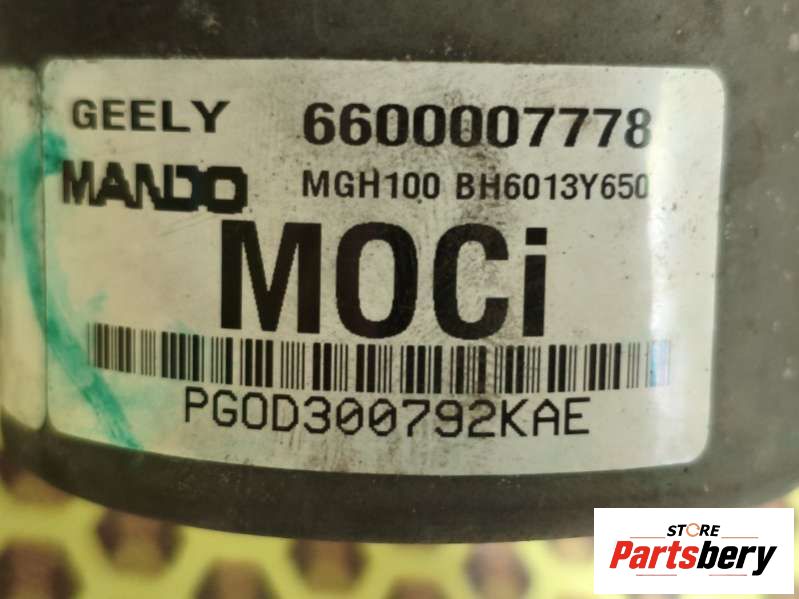 GEELY 6600007778
MANDO MGH100 BH6013Y650
MOCi
PGOD300792KAE
STORE
Partsbery